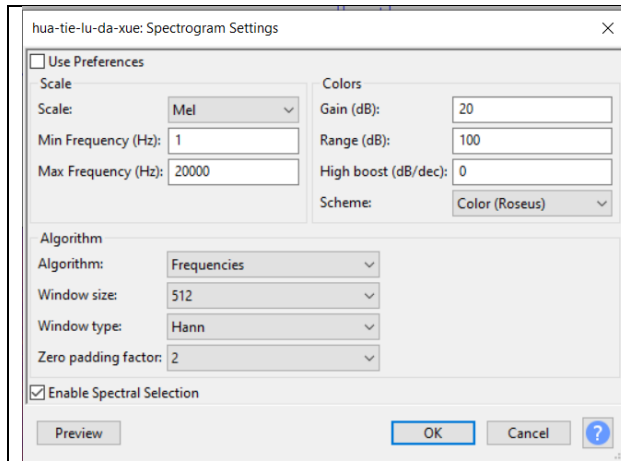 hua-tie-lu-da-xue: Spectrogram Settings
Use Preferences
Scale
Scale: Mel
Min Frequency (Hz): 1
Max Frequency (Hz): 20000
Colors
Gain (dB): 20
Range (dB): 100
High boost (dB/dec): 0
Scheme: Color (Roseus)
Algorithm
Algorithm: Frequencies
Window size: 512
Window type: Hann
Zero padding factor: 2
Enable Spectral Selection
Preview OK Cancel ?